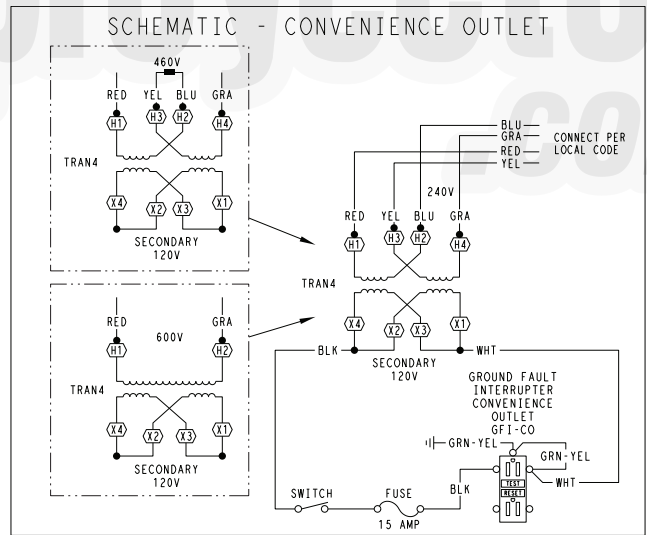 proyecto
.co
SCHEMATIC - CONVENIENCE OUTLET
460V
RED YEL BLU GRA
H1 H3 H2 H4
TRAN4
X4 X2 X3 X1
SECONDARY
120V
RED GRA
600V
H1 H2
TRAN4
X4 X2 X3 X1
SECONDARY
120V
BLU
GRA
RED
YEL
CONNECT PER
LOCAL CODE
240V
RED YEL BLU GRA
H1 H3 H2 H4
TRAN4
X4 X2 X3 X1
BLK
WHT
SECONDARY
120V
GROUND FAULT
INTERRUPTER
CONVENIENCE
OUTLET
GFI-CO
GRN-YEL
GRN-YEL
TEST
RESET
BLK
WHT
SWITCH
FUSE
15 AMP